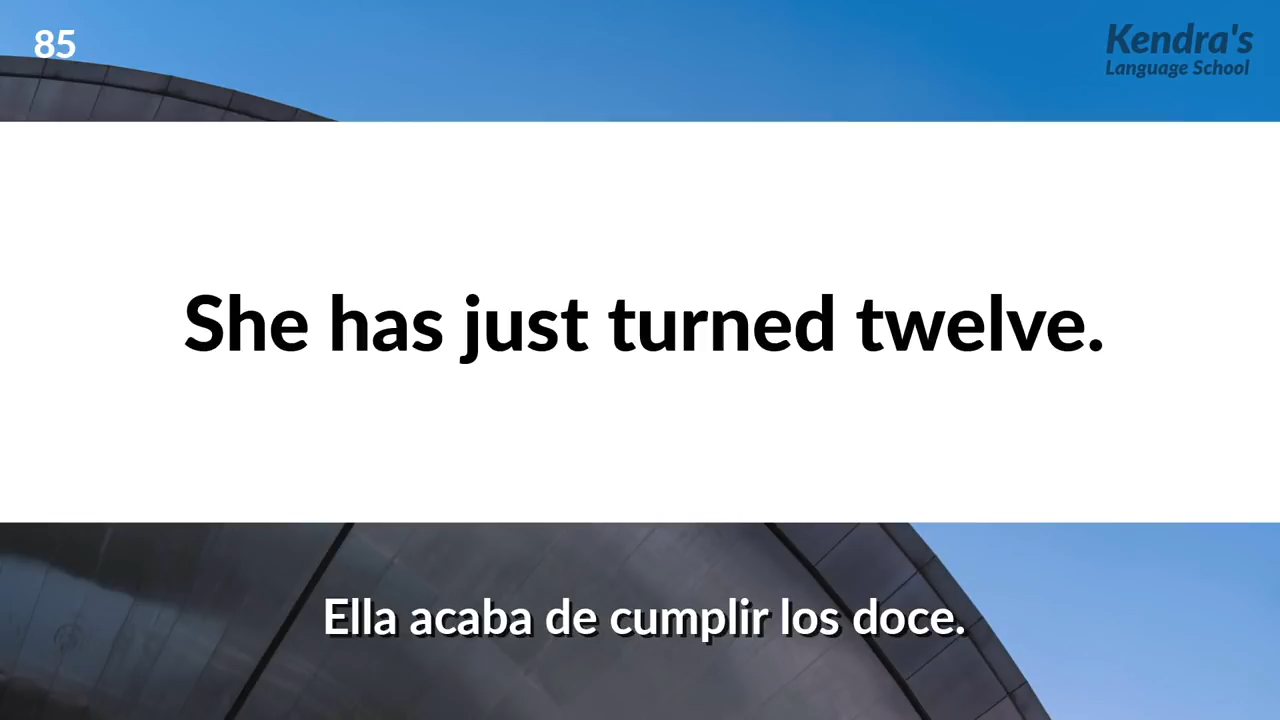 85
Kendra's
Language School
She has just turned twelve.
Ella acaba de cumplir los doce.